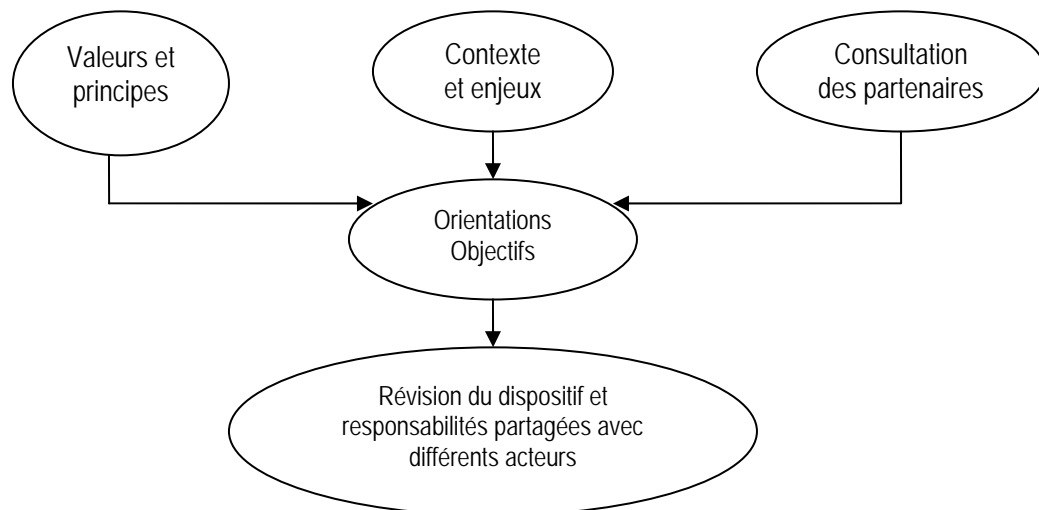 Valeurs et
principes
Contexte
et enjeux
Consultation
des partenaires
Orientations
Objectifs
Révision du dispositif et
responsabilités partagées avec
différents acteurs